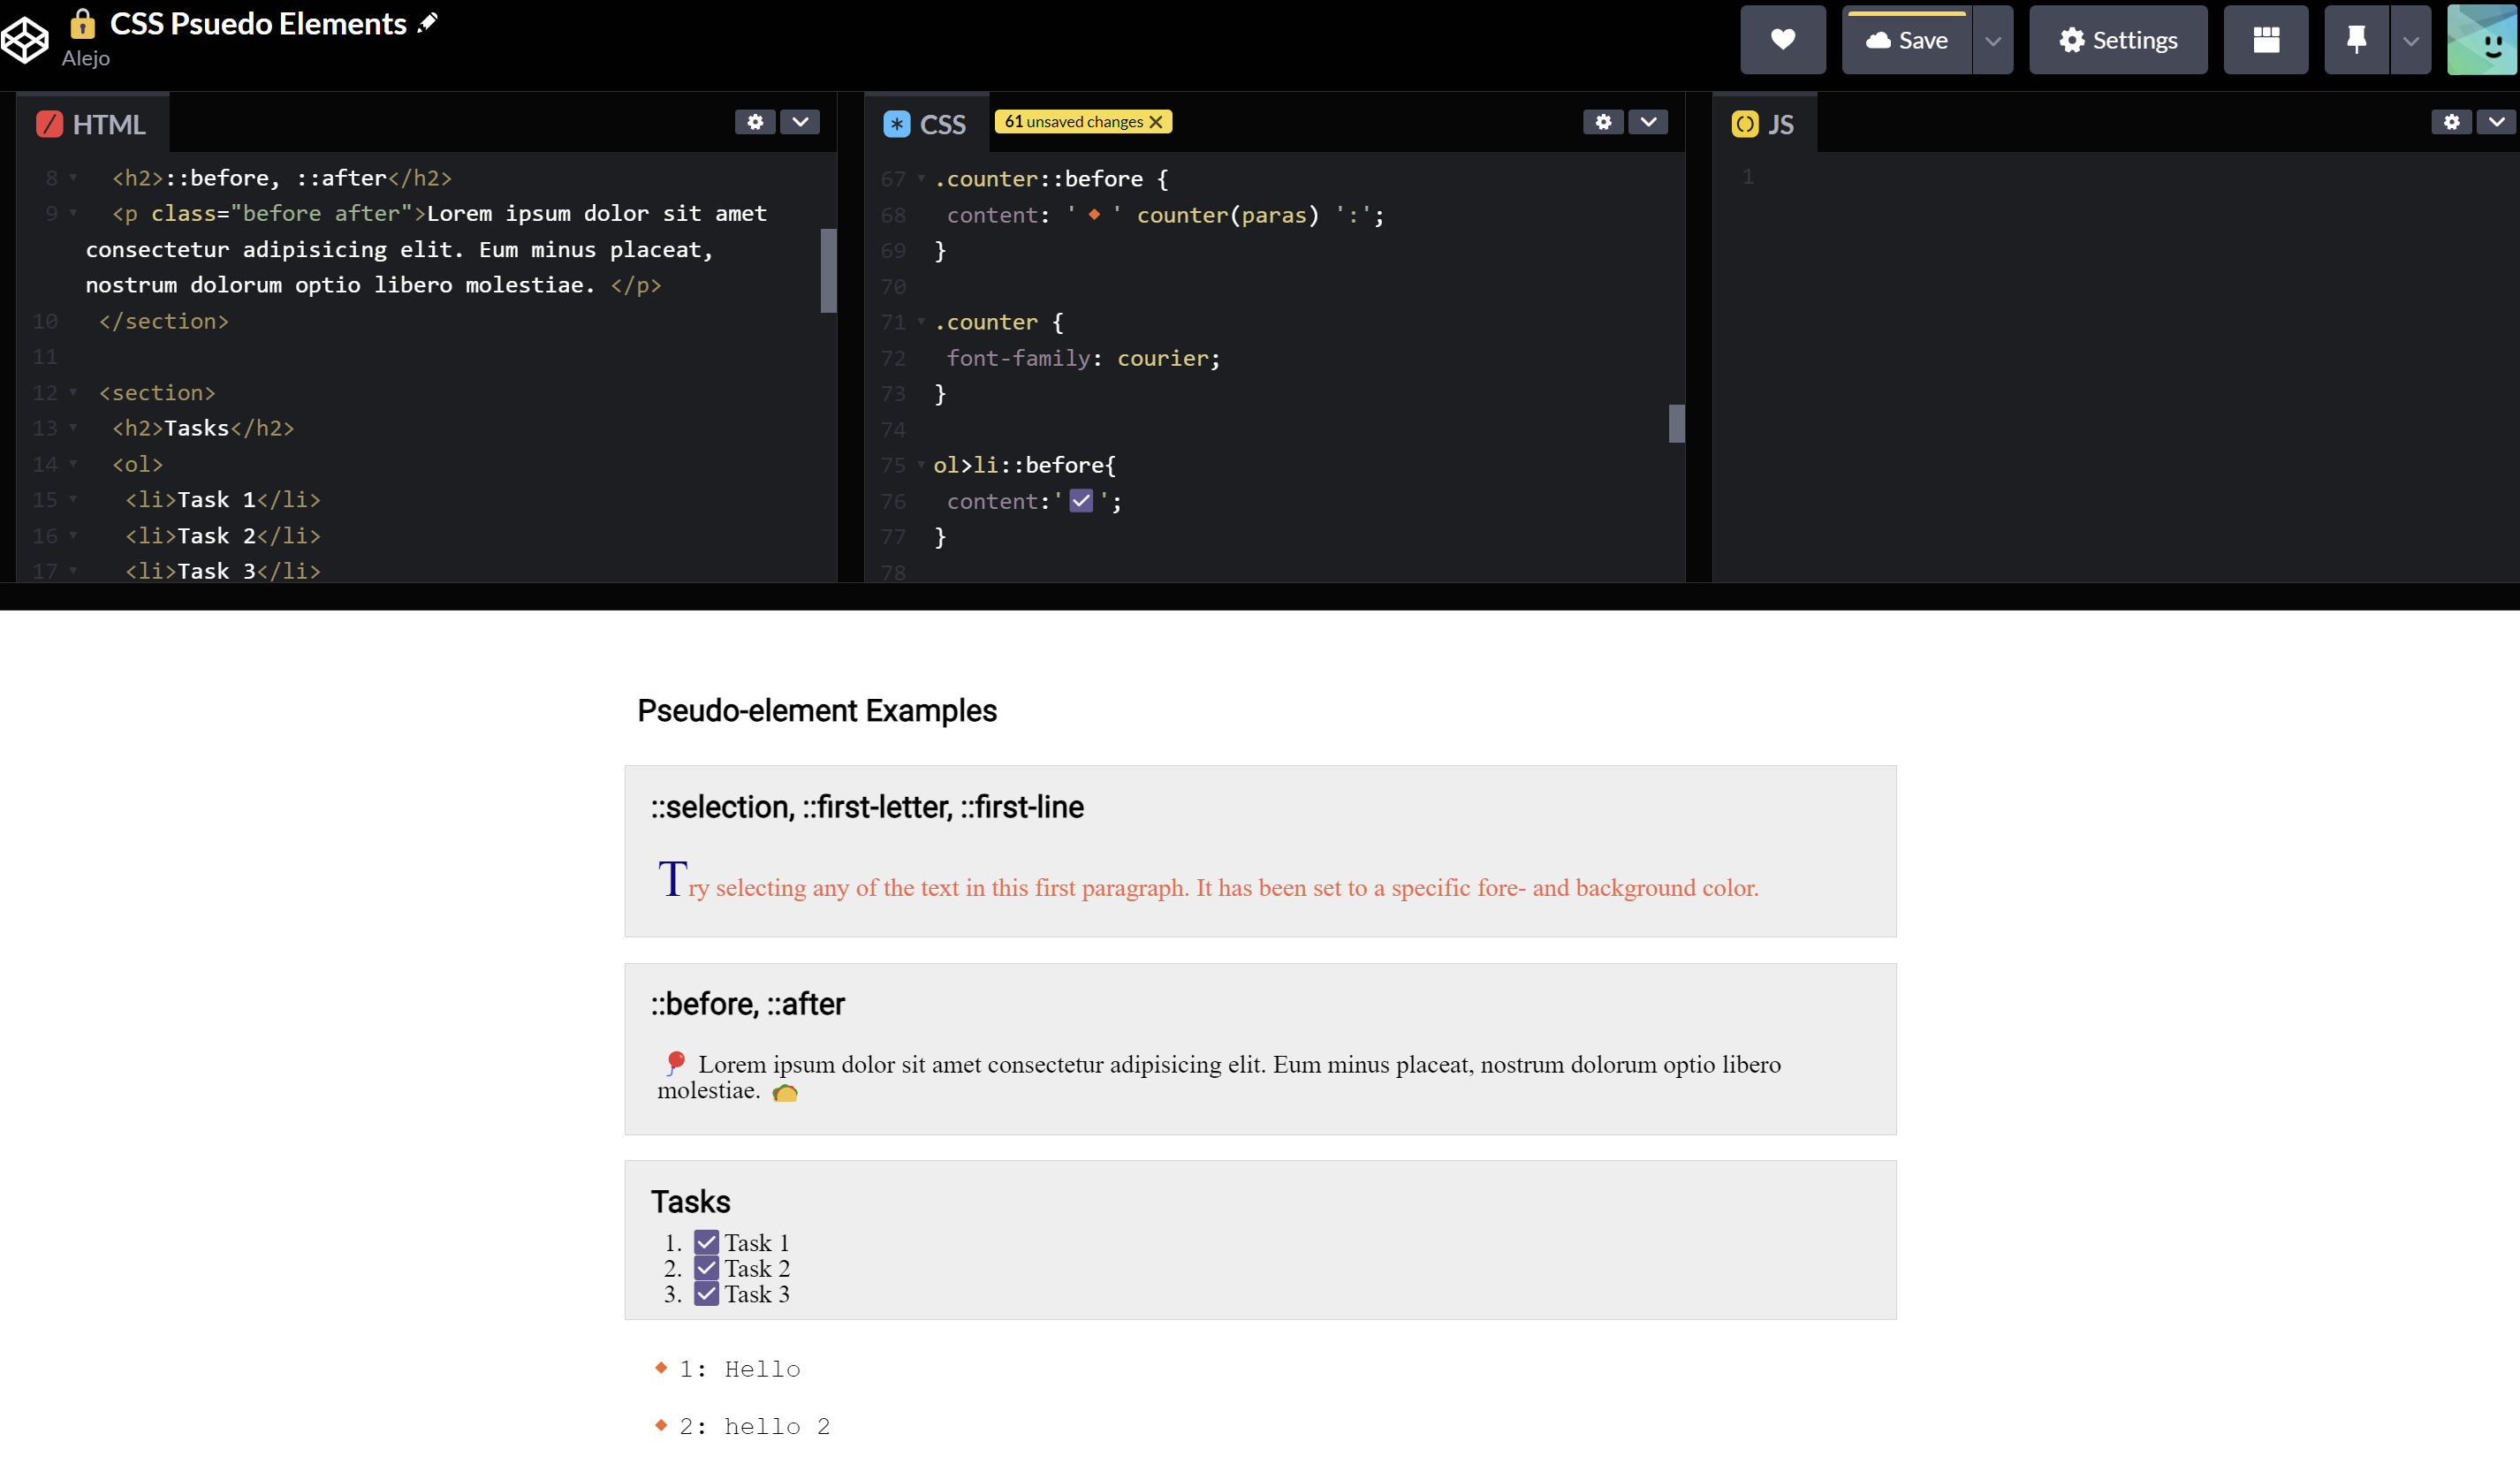 CSS Psuedo Elements
Alejo
Save
Settings
HTML
8 <h2>::before, ::after</h2>
9 <p class="before after">Lorem ipsum dolor sit amet
consectetur adipisicing elit. Eum minus placeat,
nostrum dolorum optio libero molestiae. </p>
10 </section>
11
12 <section>
13 <h2>Tasks</h2>
14 <ol>
15 <li>Task 1</li>
16 <li>Task 2</li>
17 <li>Task 3</li>
CSS
61 unsaved changes
67 .counter::before {
68 content: '🔸' counter(paras) ':';
69 }
70
71 .counter {
72 font-family: courier;
73 }
74
75 ol>li::before{
76 content:'☑️';
77 }
78
JS
1
Pseudo-element Examples
::selection, ::first-letter, ::first-line
Try selecting any of the text in this first paragraph. It has been set to a specific fore- and background color.
::before, ::after
🎈 Lorem ipsum dolor sit amet consectetur adipisicing elit. Eum minus placeat, nostrum dolorum optio libero
molestiae. 🌮
Tasks
1. ☑️ Task 1
2. ☑️ Task 2
3. ☑️ Task 3
🔸 1: Hello
🔸 2: hello 2